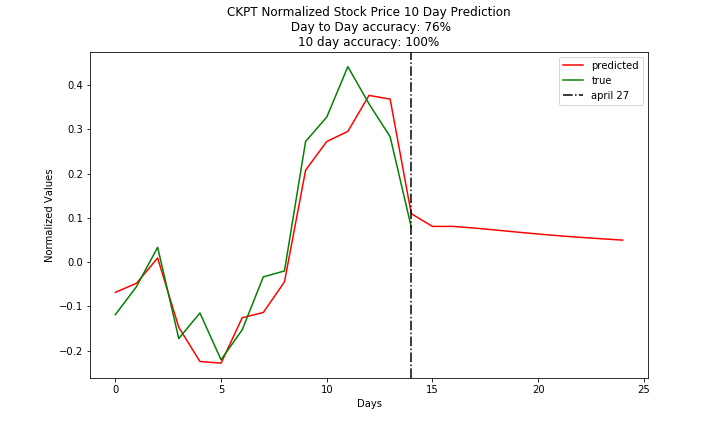 CKPT Normalized Stock Price 10 Day Prediction
Day to Day accuracy: 76%
10 day accuracy: 100%
predicted
true
april 27
Normalized Values
0.4
0.3
0.2
0.1
0.0
−0.1
−0.2
0 5 10 15 20 25
Days